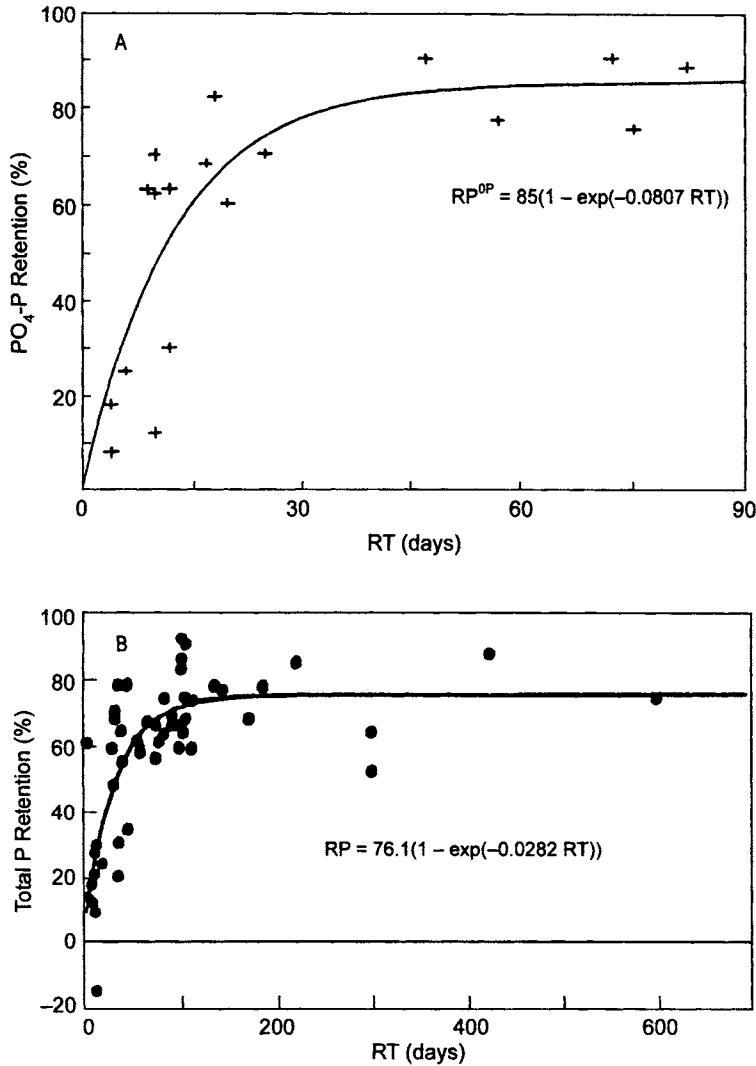 100
A
80
60
40
20
PO4-P Retention (%)
RP^0P = 85(1 – exp(–0.0807 RT))
0
30
60
90
RT (days)
100
B
80
60
40
20
0
–20
Total P Retention (%)
RP = 76.1(1 – exp(–0.0282 RT))
0
200
400
600
RT (days)